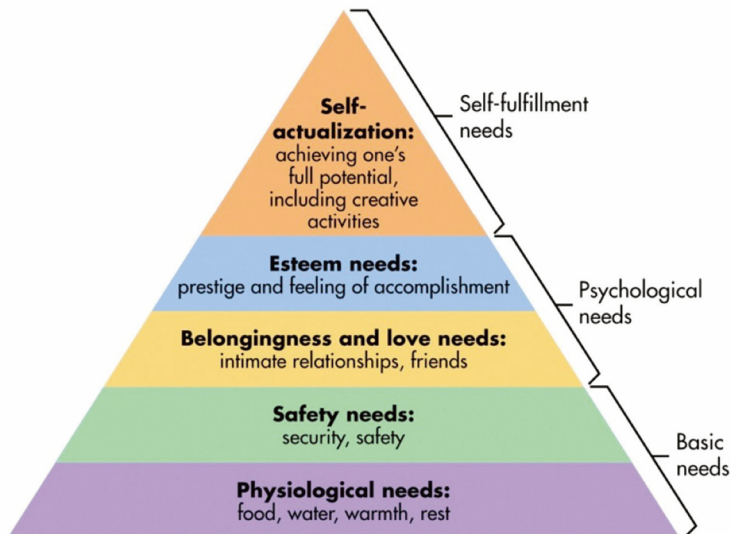 Self-
actualization:
achieving one's
full potential,
including creative
activities
Self-fulfillment
needs
Esteem needs:
prestige and feeling of accomplishment
Belongingness and love needs:
intimate relationships, friends
Psychological
needs
Safety needs:
security, safety
Physiological needs:
food, water, warmth, rest
Basic
needs